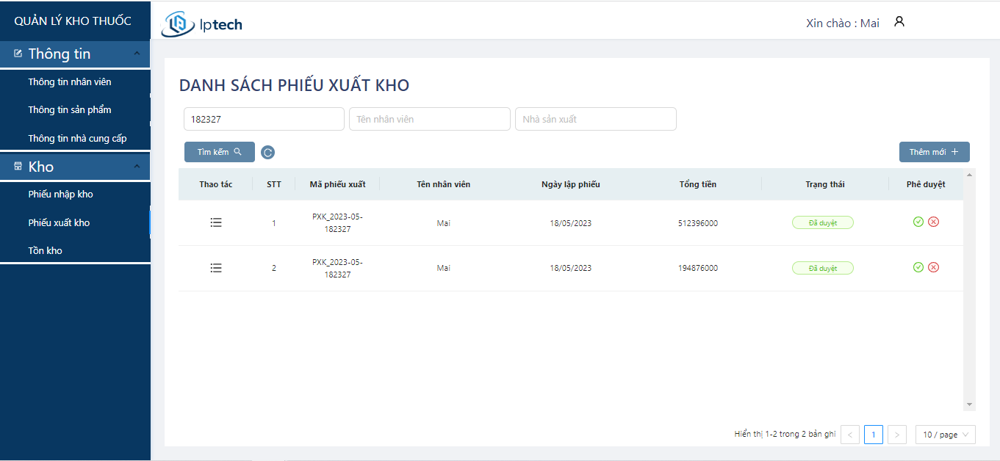 QUẢN LÝ KHO THUỐC
Thông tin
Thông tin nhân viên
Thông tin sản phẩm
Thông tin nhà cung cấp
Kho
Phiếu nhập kho
Phiếu xuất kho
Tồn kho
Iptech
Xin chào : Mai
DANH SÁCH PHIẾU XUẤT KHO
182327 Tên nhân viên Nhà sản xuất
Tìm kếm Thêm mới
Thao tác STT Mã phiếu xuất Tên nhân viên Ngày lập phiếu Tổng tiền Trạng thái Phê duyệt
1 PXK_2023-05-182327 Mai 18/05/2023 512396000 Đã duyệt
2 PXK_2023-05-182327 Mai 18/05/2023 194876000 Đã duyệt
Hiển thị 1-2 trong 2 bản ghi < 1 > 10 / page